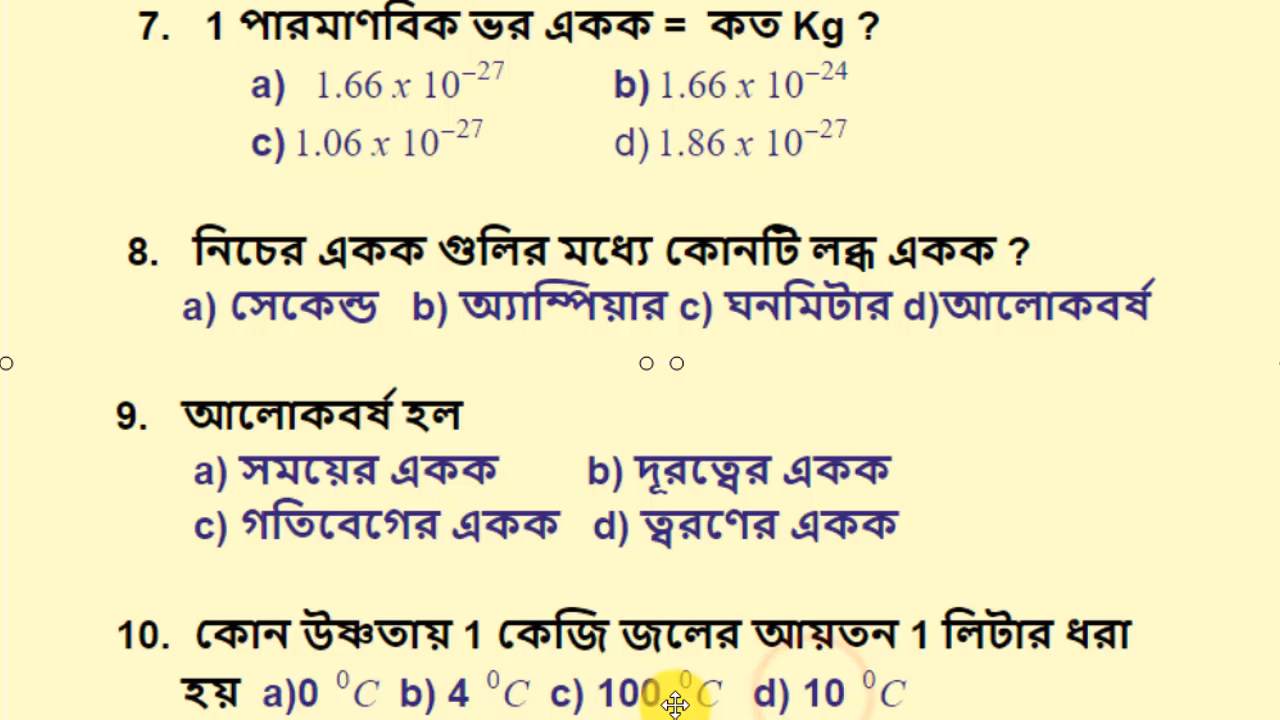 7. 1 পারমাণবিক ভর একক = কত Kg ?
a) 1.66 x 10⁻²⁷ b) 1.66 x 10⁻²⁴
c) 1.06 x 10⁻²⁷ d) 1.86 x 10⁻²⁷
8. নিচের একক গুলির মধ্যে কোনটি লব্ধ একক ?
a) সেকেন্ড b) অ্যাম্পিয়ার c) ঘনমিটার d)আলোকবর্ষ
9. আলোকবর্ষ হল
a) সময়ের একক b) দূরত্বের একক
c) গতিবেগের একক d) ত্বরণের একক
10. কোন উষ্ণতায় 1 কেজি জলের আয়তন 1 লিটার ধরা
হয় a)0 ⁰C b) 4 ⁰C c) 100 ⁰C d) 10 ⁰C